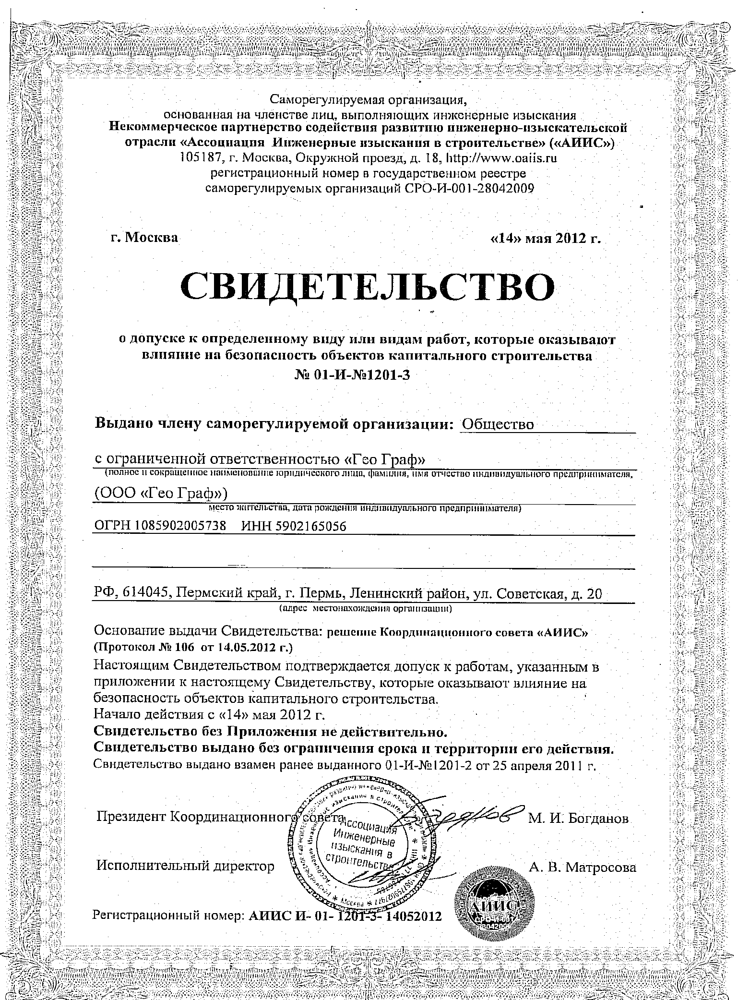 Саморегулируемая организация,
основанная на членстве лиц, выполняющих инженерные изыскания
Некоммерческое партнерство содействия развитию инженерно-изыскательской
отрасли «Ассоциация Инженерные изыскания в строительстве» («АИИС»)
105187, г. Москва, Окружной проезд, д. 18, http://www.oaiis.ru
регистрационный номер в государственном реестре
саморегулируемых организаций СРО-И-001-28042009
г. Москва «14» мая 2012 г.
СВИДЕТЕЛЬСТВО
о допуске к определенному виду или видам работ, которые оказывают
влияние на безопасность объектов капитального строительства
№ 01-И-№1201-3
Выдано члену саморегулируемой организации: Общество
с ограниченной ответственностью «Гео Граф»
(полное и сокращенное наименование юридического лица, фамилия, имя отчество индивидуального предпринимателя,
(ООО «Гео Граф»)
место жительства, дата рождения индивидуального предпринимателя)
ОГРН 1085902005738 ИНН 5902165056
РФ, 614045, Пермский край, г. Пермь, Ленинский район, ул. Советская, д. 20
(адрес местонахождения организации)
Основание выдачи Свидетельства: решение Координационного совета «АИИС»
(Протокол № 106 от 14.05.2012 г.)
Настоящим Свидетельством подтверждается допуск к работам, указанным в
приложении к настоящему Свидетельству, которые оказывают влияние на
безопасность объектов капитального строительства.
Начало действия с «14» мая 2012 г.
Свидетельство без Приложения не действительно.
Свидетельство выдано без ограничения срока и территории его действия.
Свидетельство выдано взамен ранее выданного 01-И-№1201-2 от 25 апреля 2011 г.
Президент Координационного совета М. И. Богданов
Ассоциация
Инженерные
изыскания в
строительстве
Исполнительный директор А. В. Матросова
АИИС
Регистрационный номер: АИИС И- 01- 1201-3- 14052012